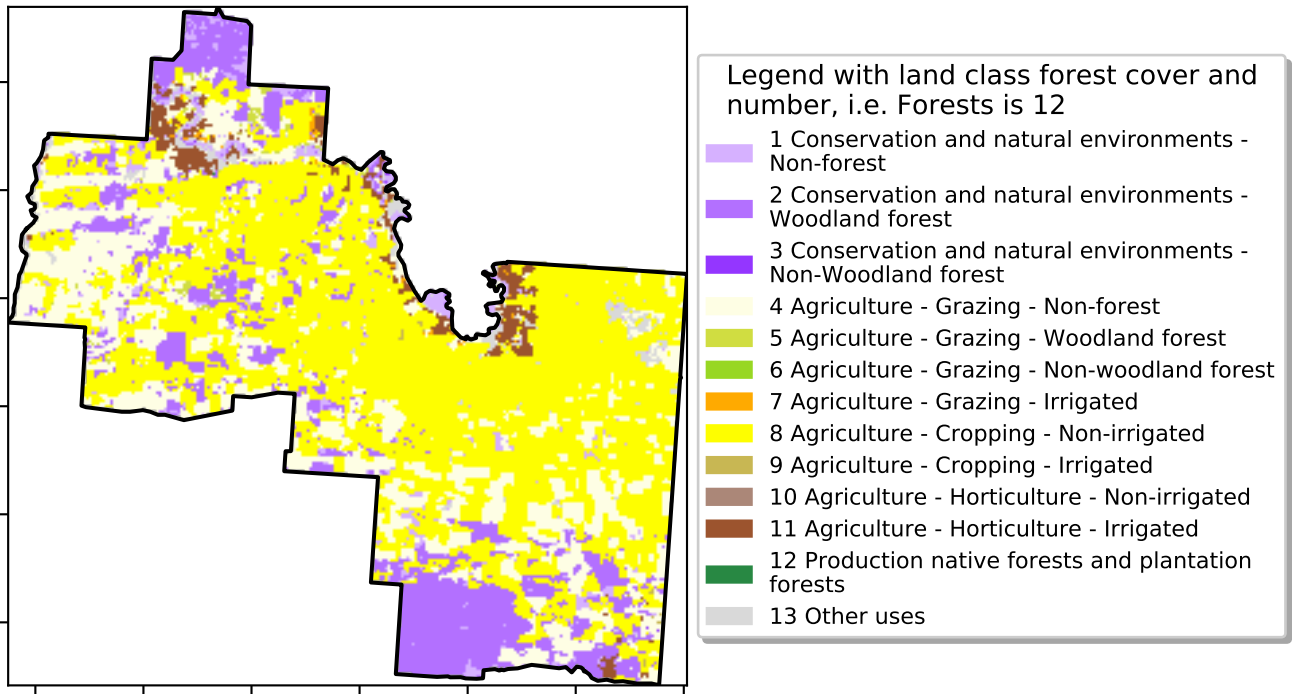 Legend with land class forest cover and
number, i.e. Forests is 12
1 Conservation and natural environments -
Non-forest
2 Conservation and natural environments -
Woodland forest
3 Conservation and natural environments -
Non-Woodland forest
4 Agriculture - Grazing - Non-forest
5 Agriculture - Grazing - Woodland forest
6 Agriculture - Grazing - Non-woodland forest
7 Agriculture - Grazing - Irrigated
8 Agriculture - Cropping - Non-irrigated
9 Agriculture - Cropping - Irrigated
10 Agriculture - Horticulture - Non-irrigated
11 Agriculture - Horticulture - Irrigated
12 Production native forests and plantation
forests
13 Other uses